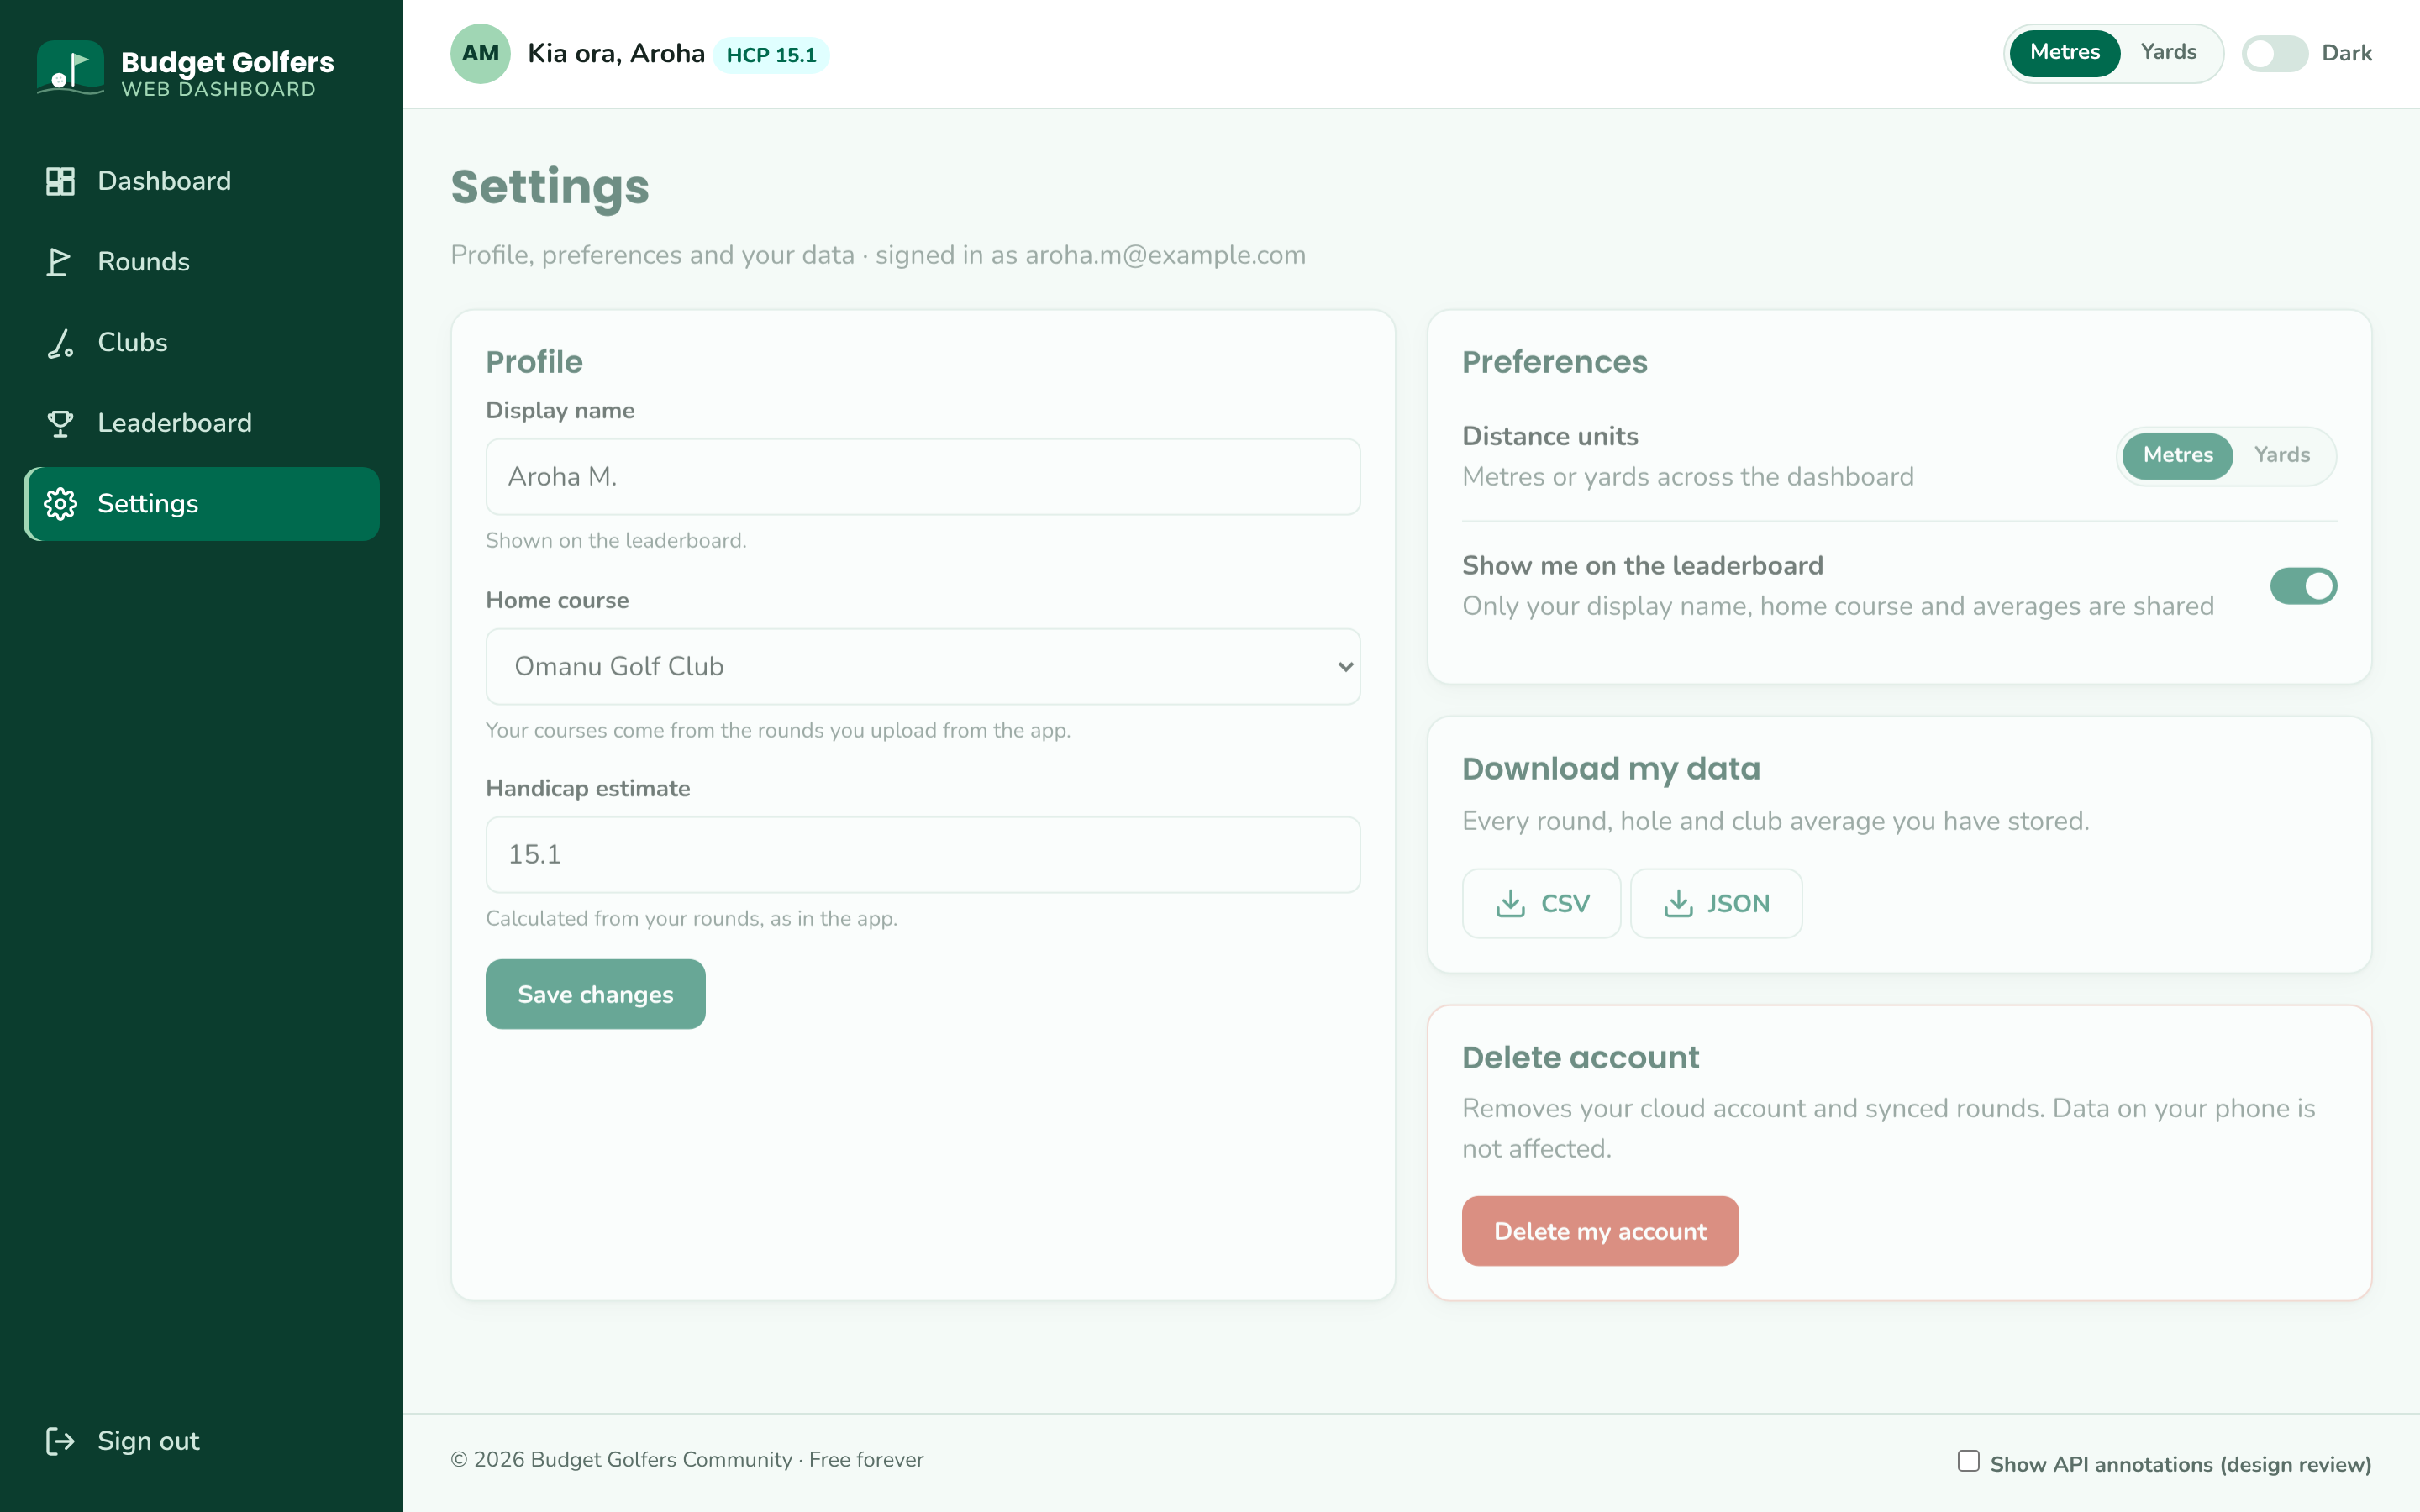 Budget Golfers
WEB DASHBOARD
Dashboard
Rounds
Clubs
Leaderboard
Settings
Sign out
AM
Kia ora, Aroha
HCP 15.1
Metres
Yards
Dark
Settings
Profile, preferences and your data · signed in as aroha.m@example.com
Profile
Display name
Aroha M.
Shown on the leaderboard.
Home course
Omanu Golf Club
Your courses come from the rounds you upload from the app.
Handicap estimate
15.1
Calculated from your rounds, as in the app.
Save changes
Preferences
Distance units
Metres or yards across the dashboard
Metres
Yards
Show me on the leaderboard
Only your display name, home course and averages are shared
Download my data
Every round, hole and club average you have stored.
CSV
JSON
Delete account
Removes your cloud account and synced rounds. Data on your phone is
not affected.
Delete my account
© 2026 Budget Golfers Community · Free forever
Show API annotations (design review)